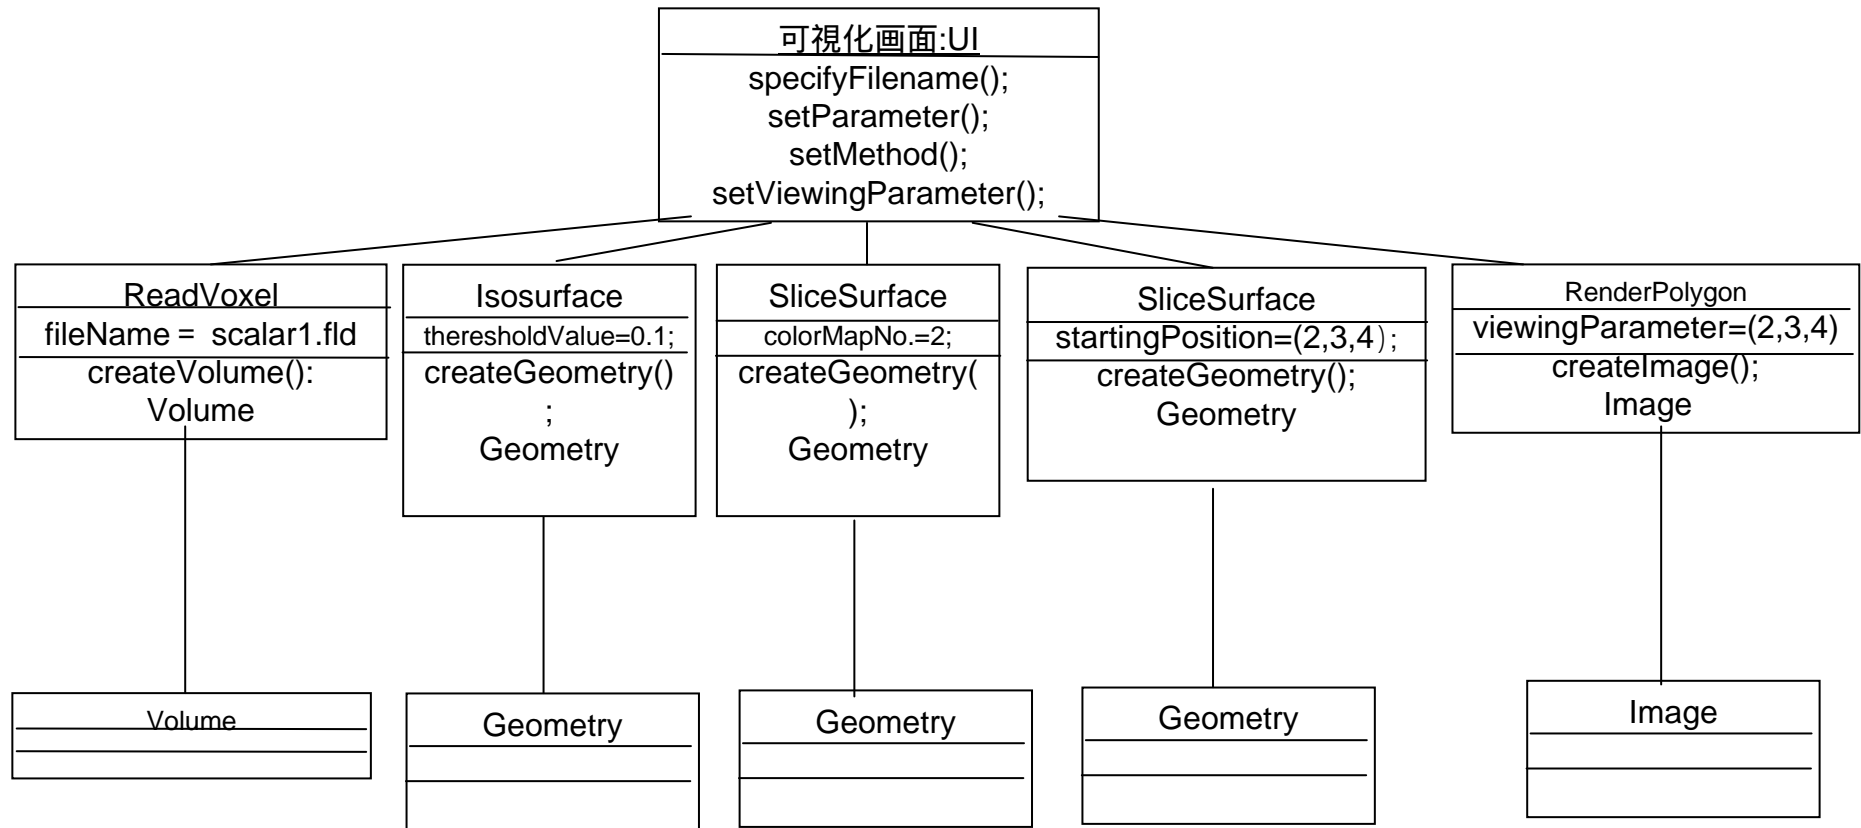 可視化画面:UI
specifyFilename();
setParameter();
setMethod();
setViewingParameter();
ReadVoxel
fileName = scalar1.fld
createVolume():
Volume
Isosurface
theresholdValue=0.1;
createGeometry()
;
Geometry
SliceSurface
colorMapNo.=2;
createGeometry(
);
Geometry
SliceSurface
startingPosition=(2,3,4);
createGeometry();
Geometry
RenderPolygon
viewingParameter=(2,3,4)
createImage();
Image
Volume
Geometry
Geometry
Geometry
Image